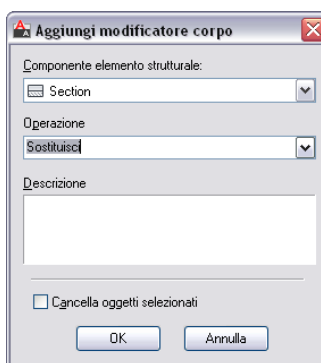 Aggiungi modificatore corpo
Componente elemento strutturale:
Section
Operazione
Sostituisci
Descrizione
Cancella oggetti selezionati
OK
Annulla